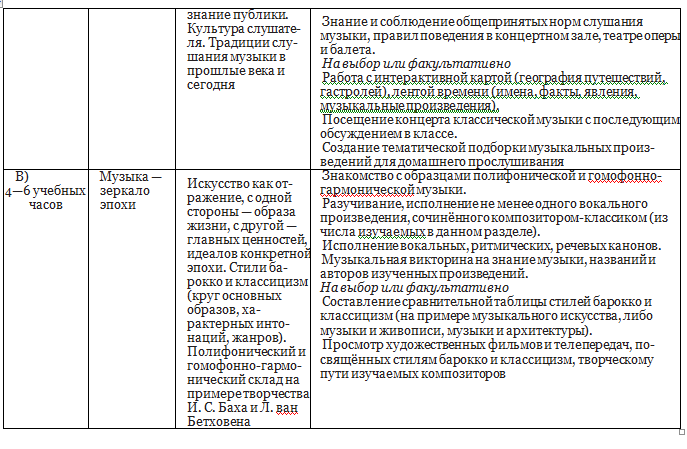 знание публики.
Культура слушате-
ля. Традиции слу-
шания музыки в
прошлые века и
сегодня
Знание и соблюдение общепринятых норм слушания
музыки, правил поведения в концертном зале, театре оперы
и балета.
На выбор или факультативно
Работа с интерактивной картой (география путешествий,
гастролей), лентой времени (имена, факты, явления,
музыкальные произведения).
Посещение концерта классической музыки с последующим
обсуждением в классе.
Создание тематической подборки музыкальных произ-
ведений для домашнего прослушивания
В)
4—6 учебных
часов
Музыка —
зеркало
эпохи
Искусство как от-
ражение, с одной
стороны — образа
жизни, с другой —
главных ценностей,
идеалов конкретной
эпохи. Стили ба-
рокко и классицизм
(круг основных
образов, ха-
рактерных инто-
наций, жанров).
Полифонический и
гомофонно-гармо-
нический склад на
примере творчества
И. С. Баха и Л. ван
Бетховена
Знакомство с образцами полифонической и гомофонно-
гармонической музыки.
Разучивание, исполнение не менее одного вокального
произведения, сочинённого композитором-классиком (из
числа изучаемых в данном разделе).
Исполнение вокальных, ритмических, речевых канонов.
Музыкальная викторина на знание музыки, названий и
авторов изученных произведений.
На выбор или факультативно
Составление сравнительной таблицы стилей барокко и
классицизм (на примере музыкального искусства, либо
музыки и живописи, музыки и архитектуры).
Просмотр художественных фильмов и телепередач, по-
свящённых стилям барокко и классицизм, творческому
пути изучаемых композиторов